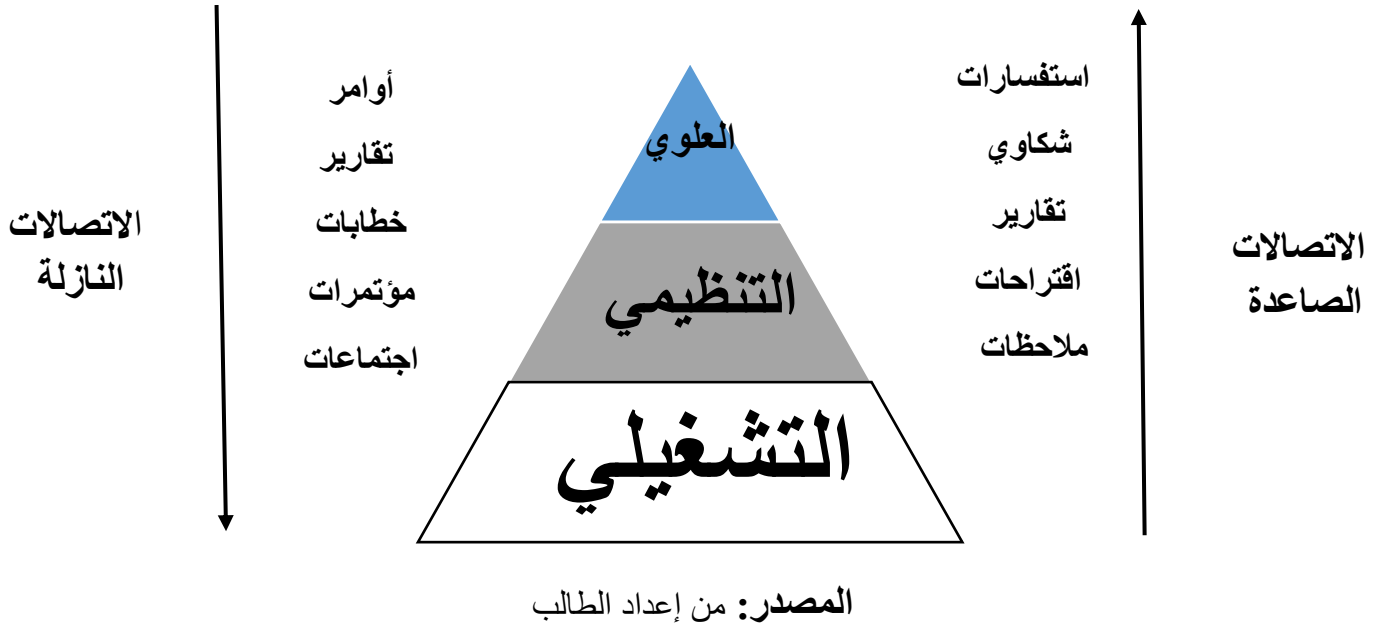 استفسارات
شكاوي
تقارير
اقتراحات
ملاحظات
الاتصالات
الصاعدة
العلوي
التنظيمي
التشغيلي
أوامر
تقارير
خطابات
مؤتمرات
اجتماعات
الاتصالات
النازلة
المصدر: من إعداد الطالب